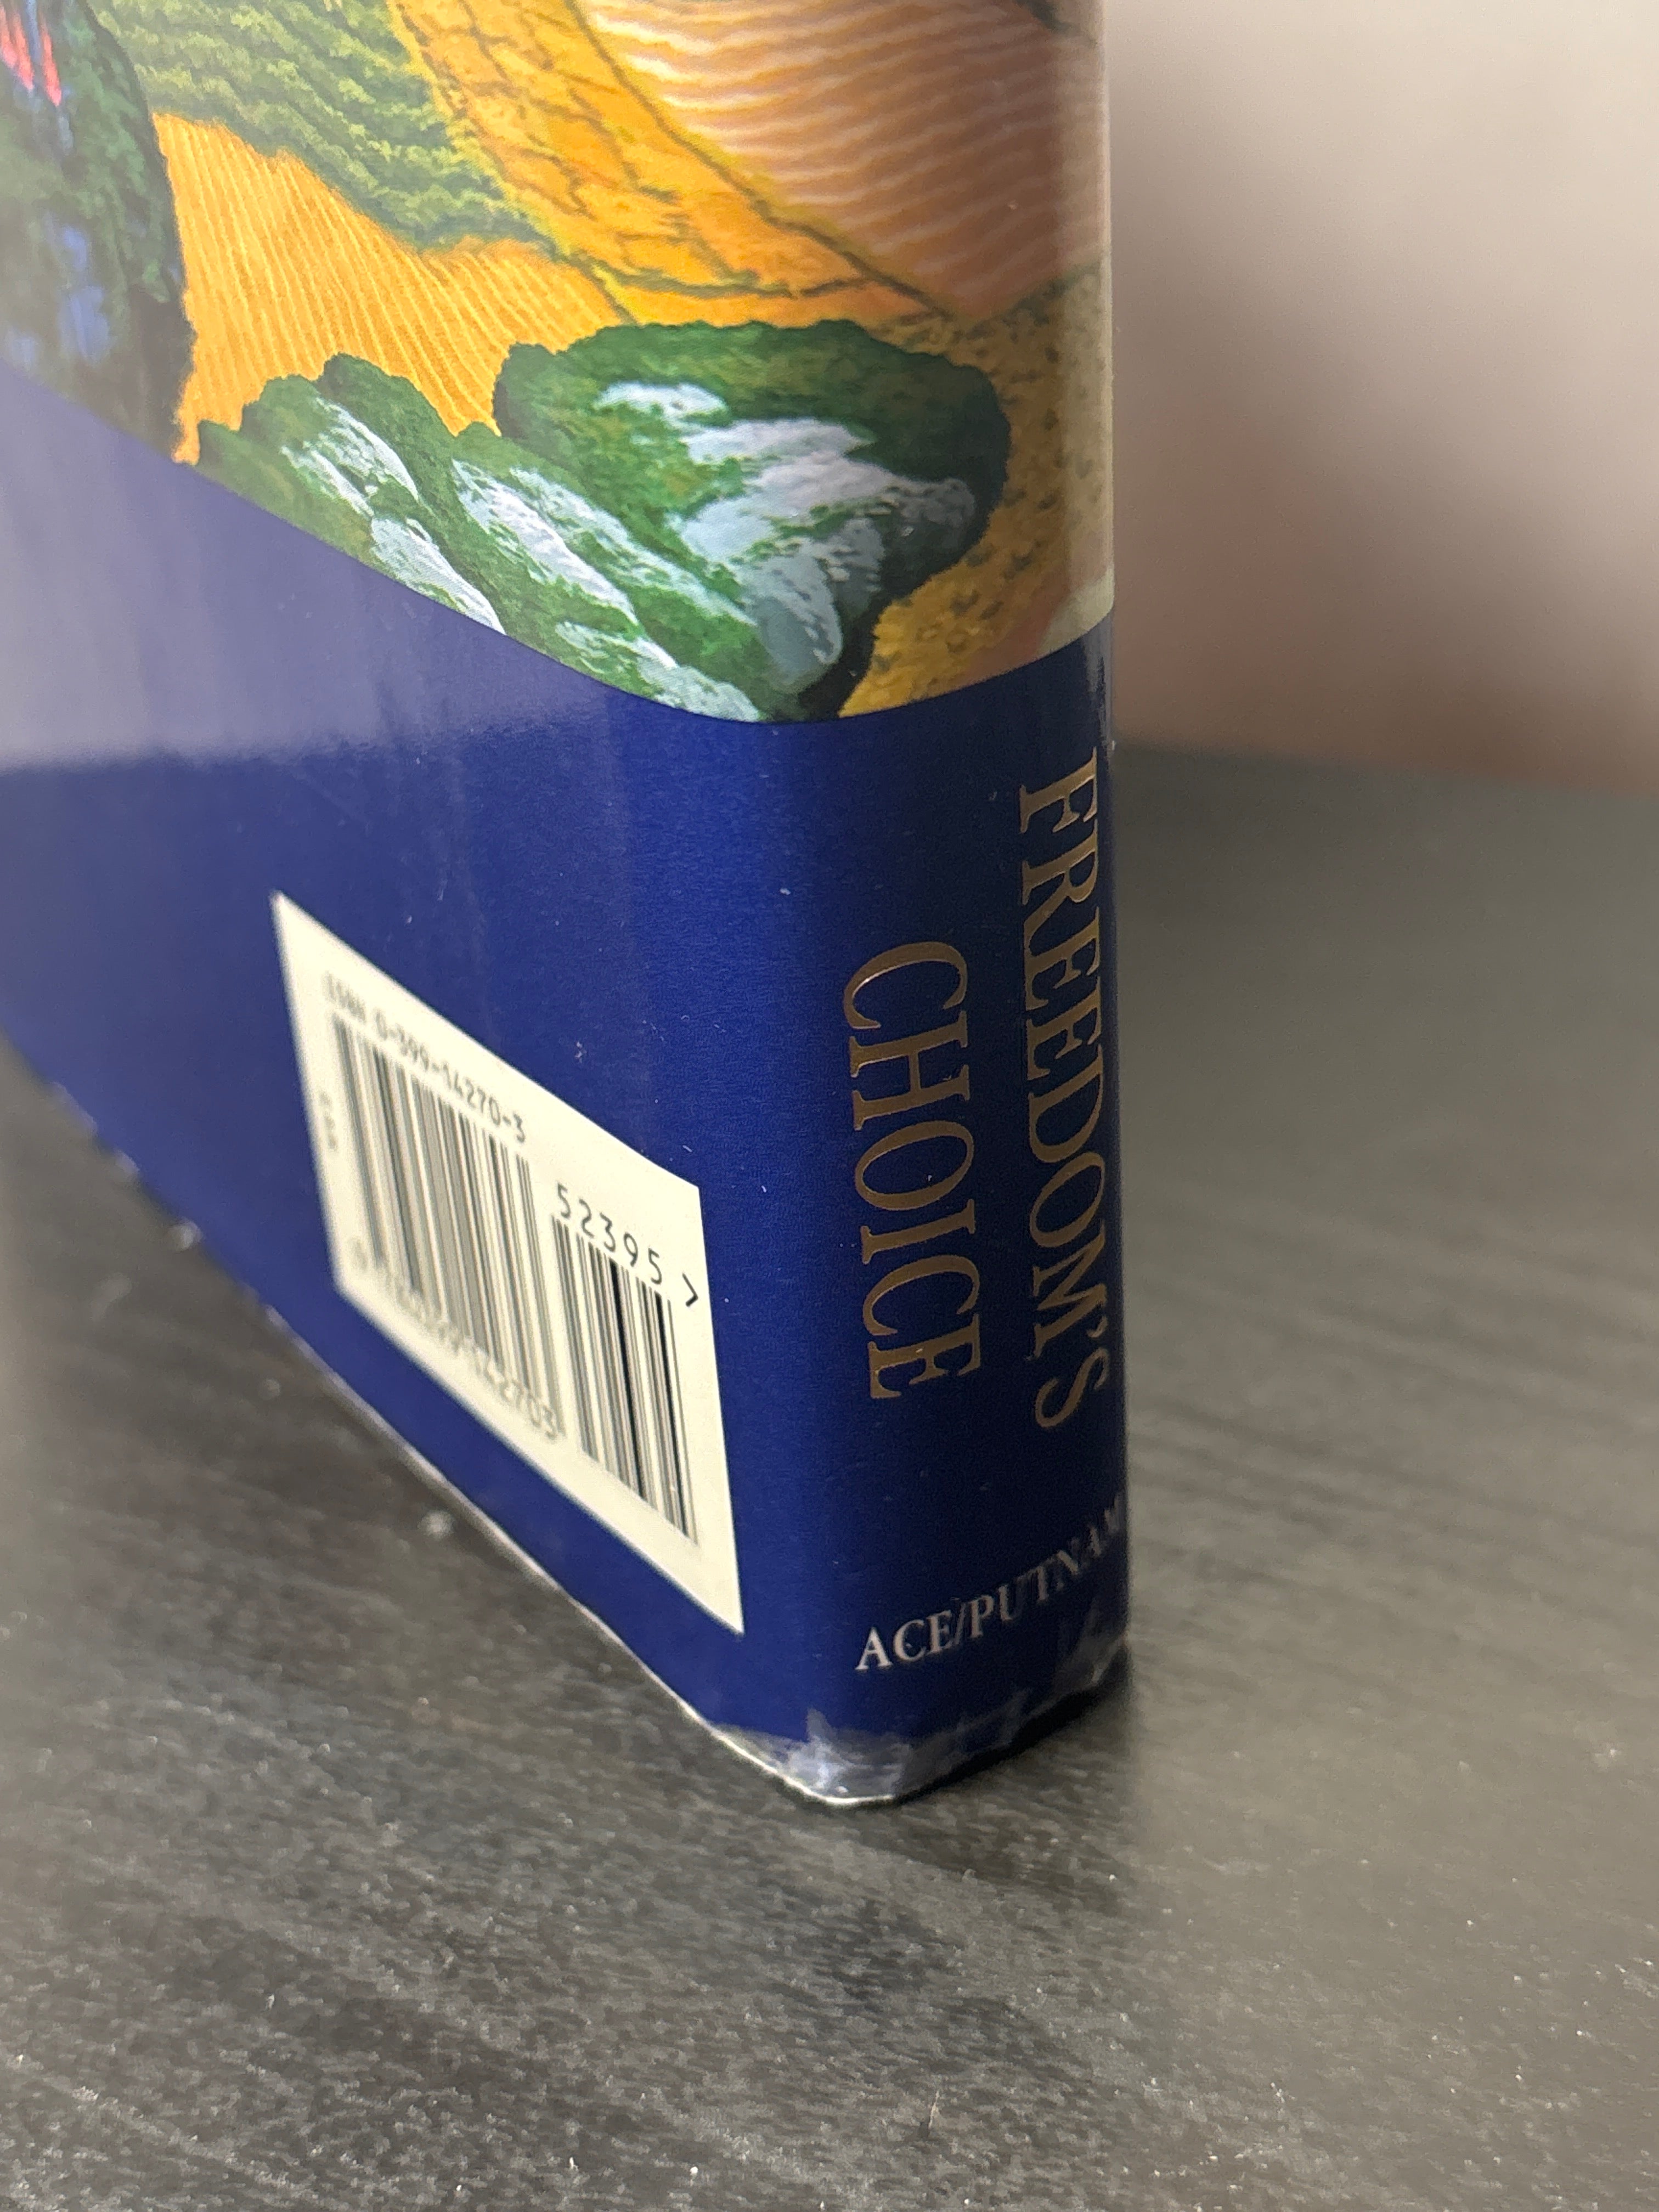 FREEDOM'S
CHOICE
ACE/PUTNAM
ISBN 0-399-14270-3
52395 >